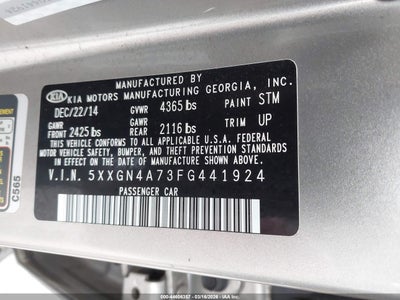 MANUFACTURED BY
KIA KIA MOTORS MANUFACTURING GEORGIA, INC.
DEC/22/14 GVWR 4365 lbs PAINT STM
GAWR FRONT 2425 lbs GAWR REAR 2116 lbs TRIM UP
THIS VEHICLE CONFORMS TO ALL APPLICABLE U.S.A. FEDERAL
MOTOR VEHICLE SAFETY, BUMPER, AND THEFT PREVENTION
STANDARDS IN EFFECT ON THE DATE OF MANUFACTURE SHOWN ABOVE.
V.I.N. 5XXGN4A73FG441924
PASSENGER CAR
C565